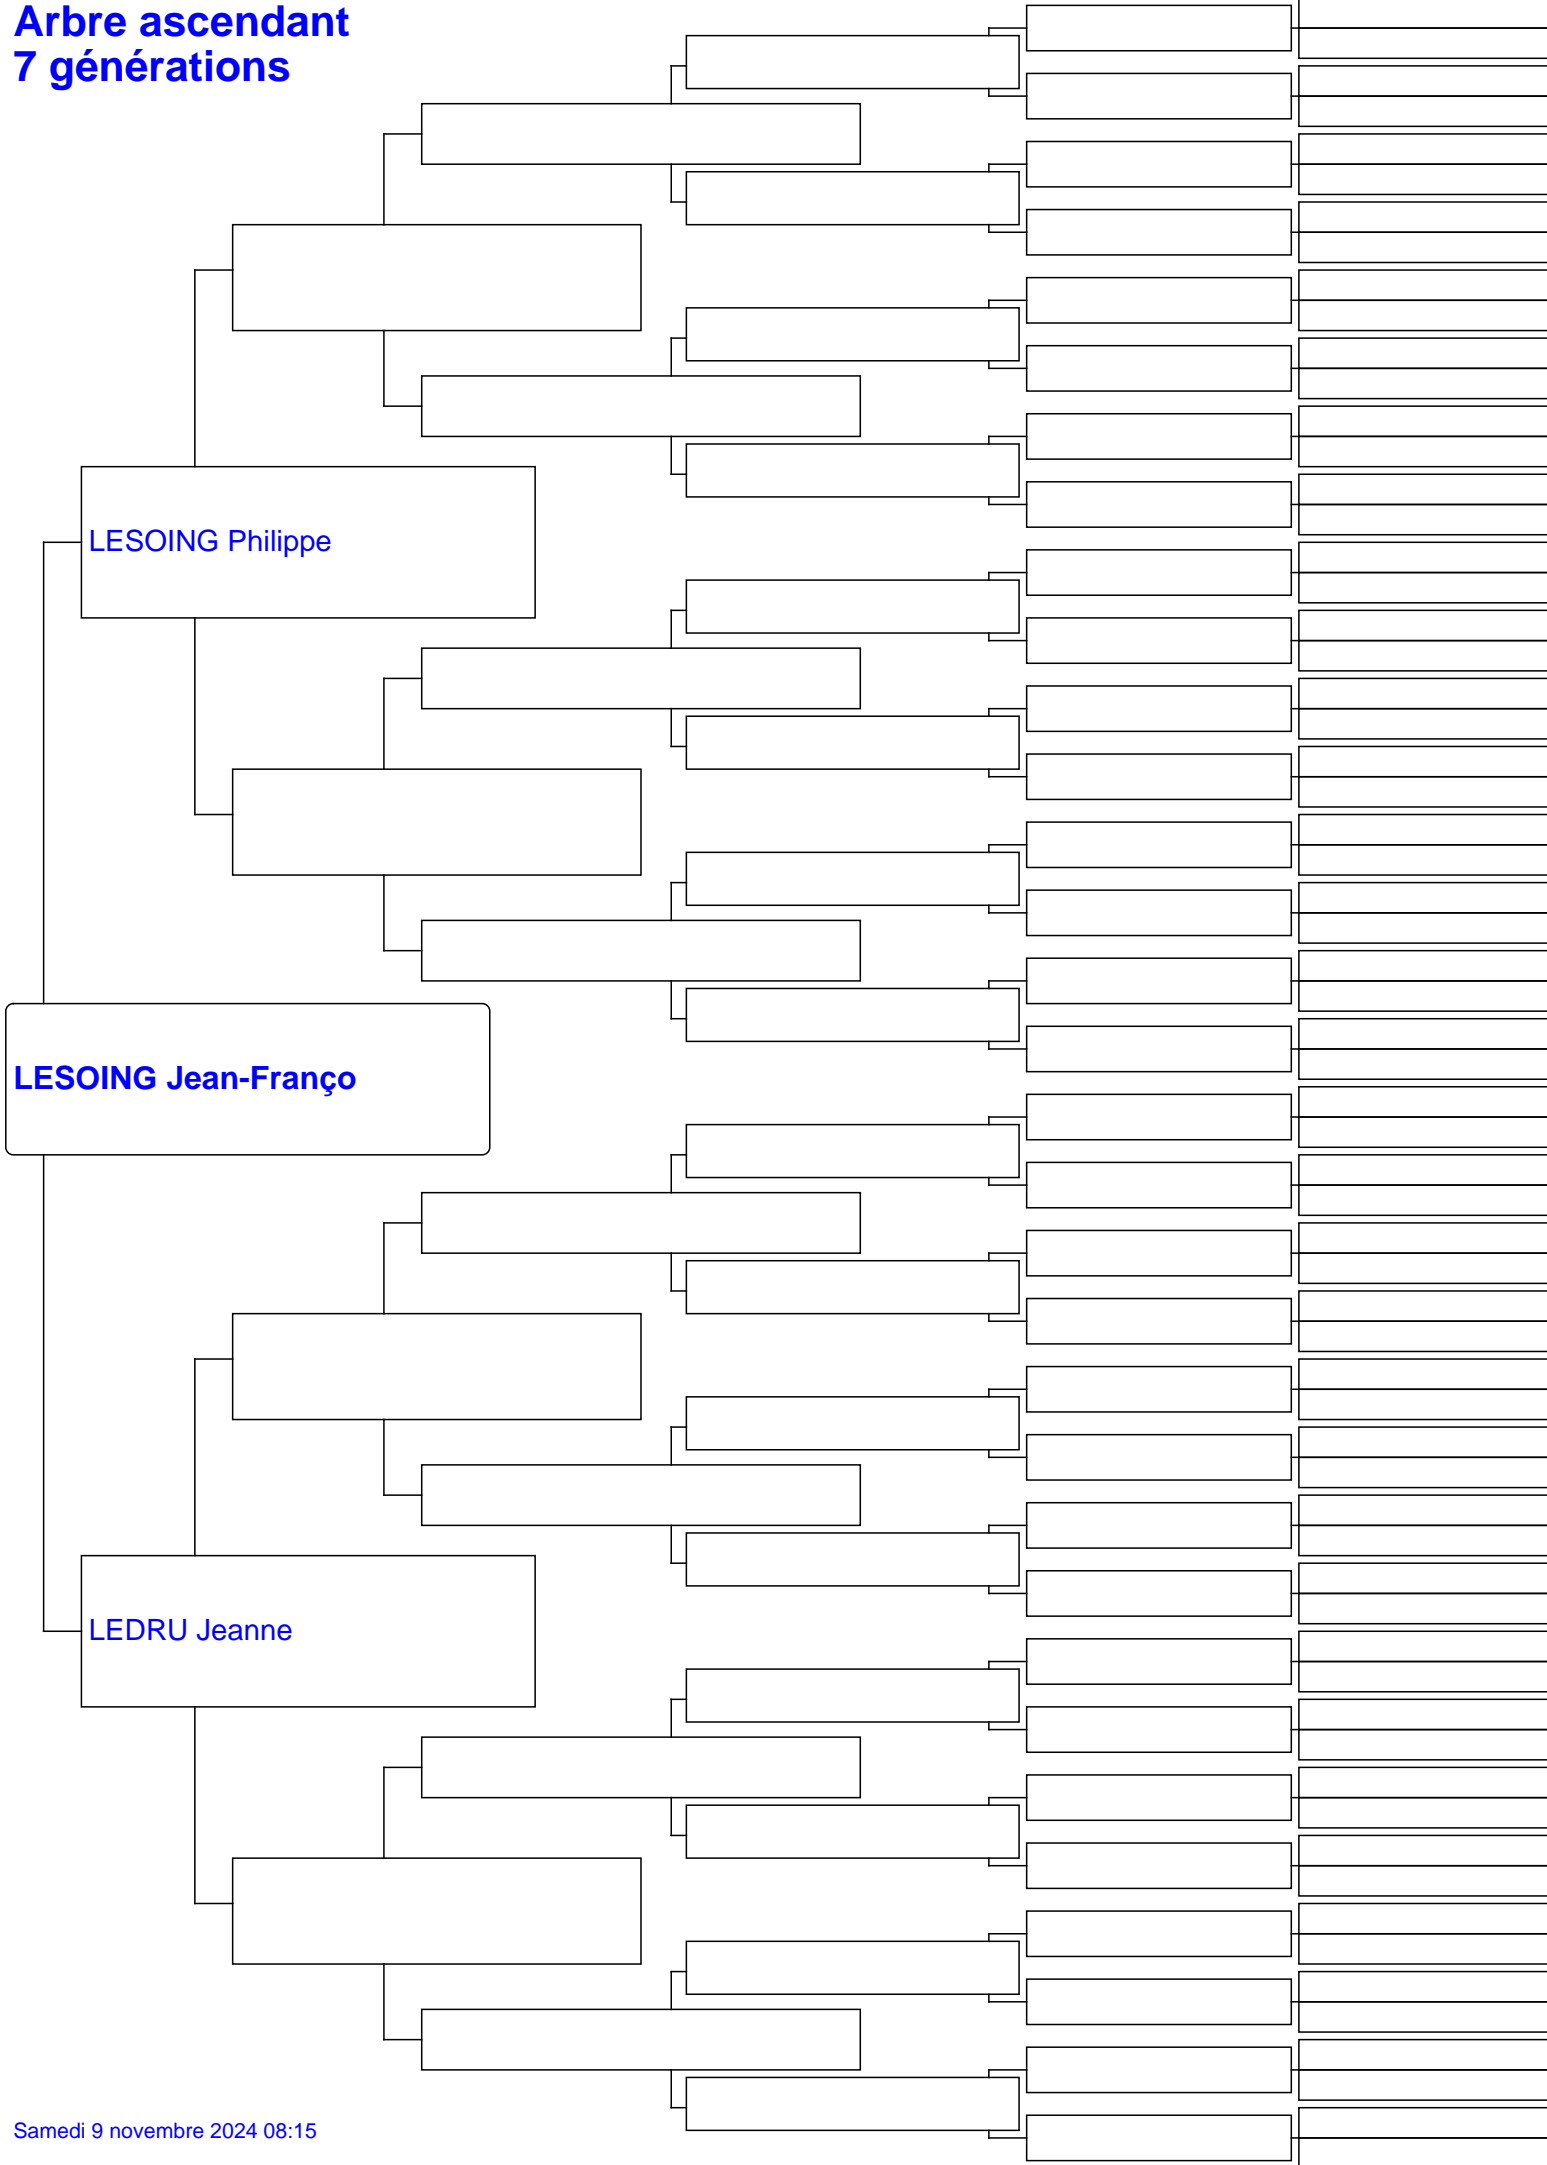 Arbre ascendant
7 générations
LESOING Philippe
LESOING Jean-Franço
LEDRU Jeanne
Samedi 9 novembre 2024 08:15